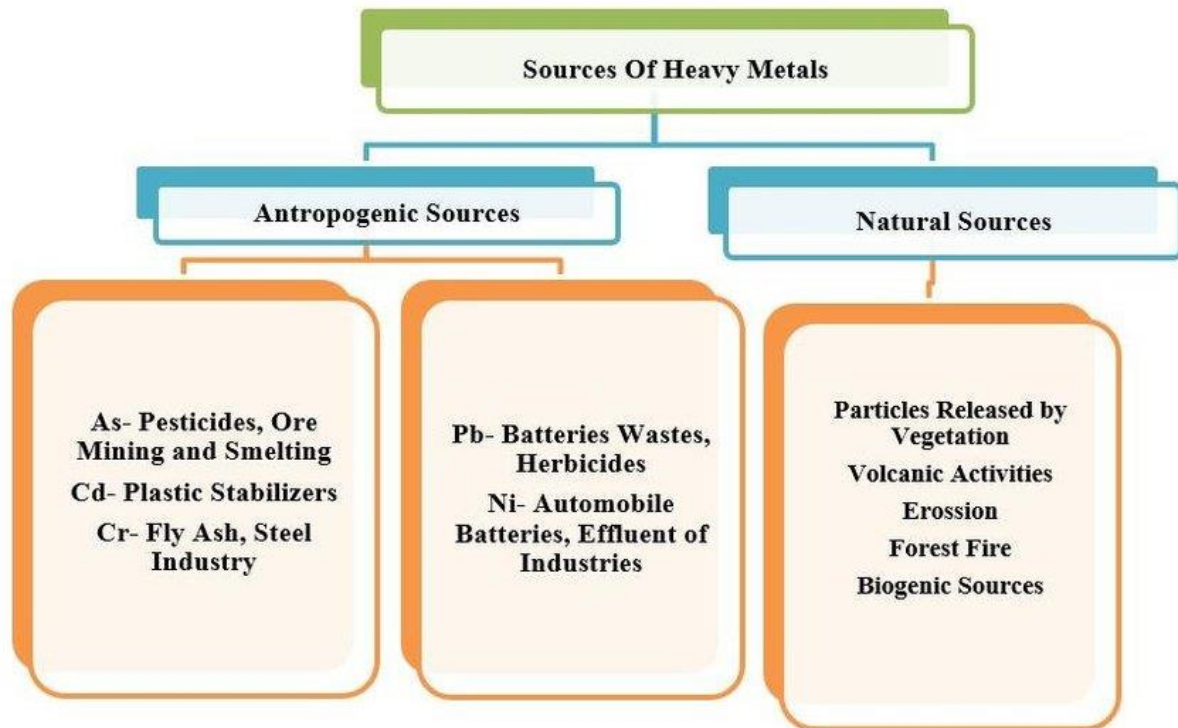 Sources Of Heavy Metals
Antropogenic Sources
Natural Sources
As- Pesticides, Ore
Mining and Smelting
Cd- Plastic Stabilizers
Cr- Fly Ash, Steel
Industry
Pb- Batteries Wastes,
Herbicides
Ni- Automobile
Batteries, Effluent of
Industries
Particles Released by
Vegetation
Volcanic Activities
Erossion
Forest Fire
Biogenic Sources